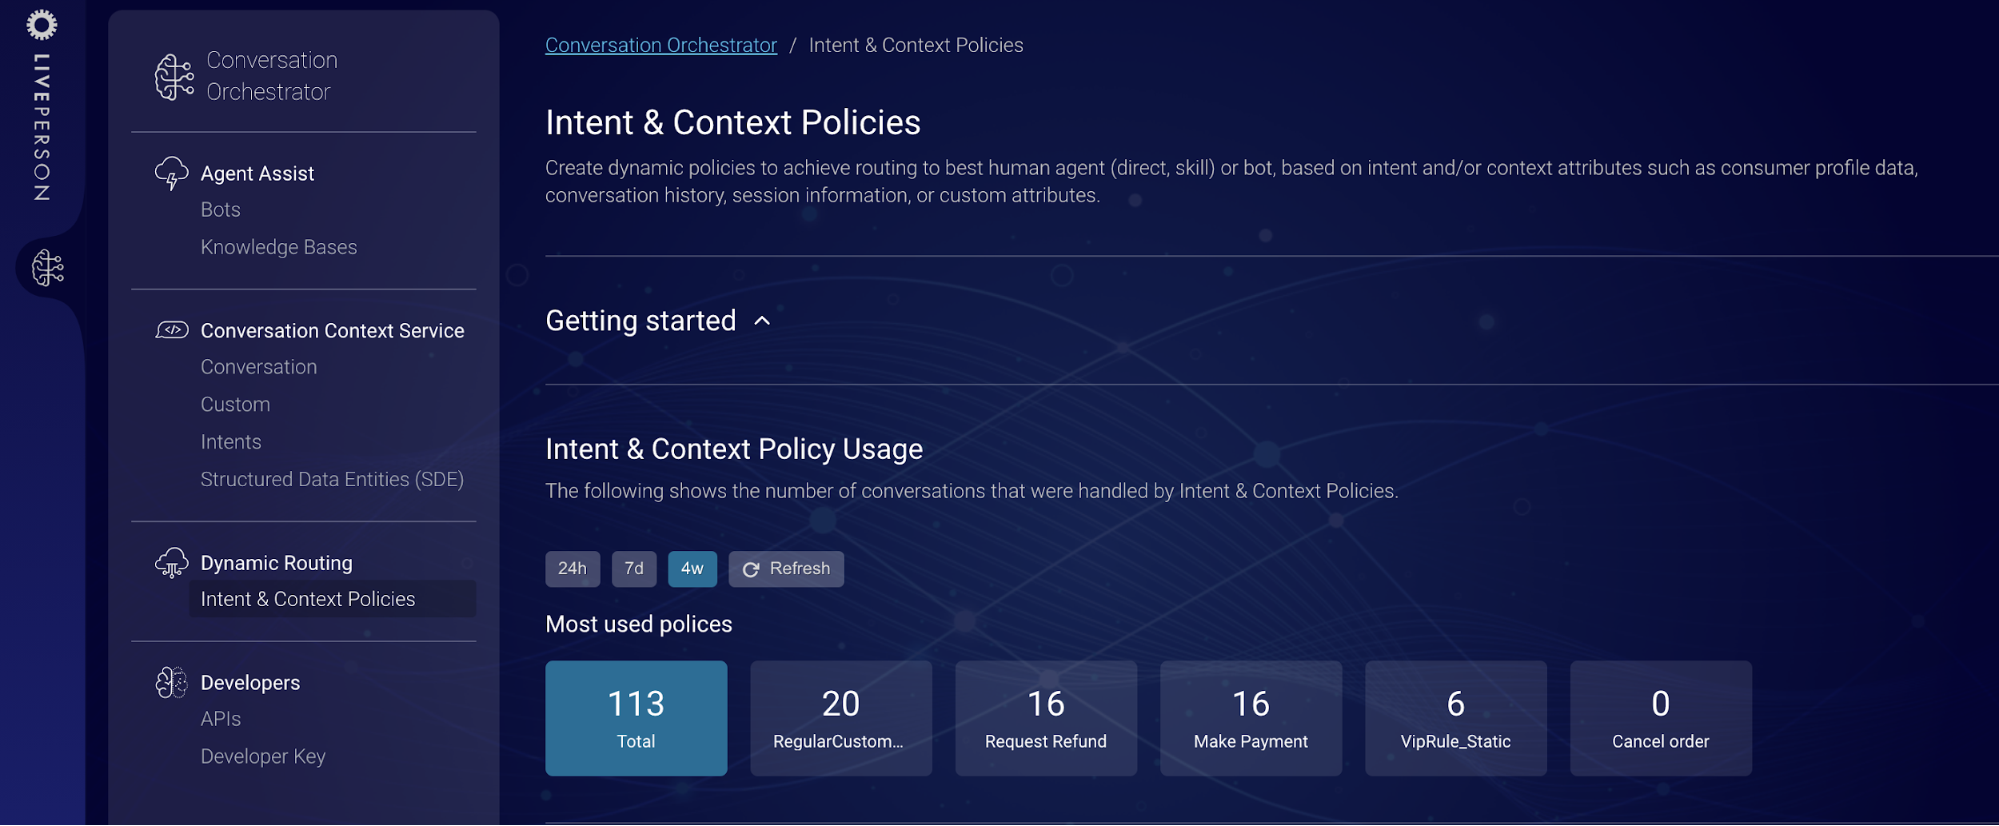 LIVEPERSON
Conversation
Orchestrator
Agent Assist
Bots
Knowledge Bases
Conversation Context Service
Conversation
Custom
Intents
Structured Data Entities (SDE)
Dynamic Routing
Intent & Context Policies
Developers
APIs
Developer Key
Conversation Orchestrator / Intent & Context Policies
Intent & Context Policies
Create dynamic policies to achieve routing to best human agent (direct, skill) or bot, based on intent and/or context attributes such as consumer profile data,
conversation history, session information, or custom attributes.
Getting started
Intent & Context Policy Usage
The following shows the number of conversations that were handled by Intent & Context Policies.
24h 7d 4w Refresh
Most used polices
113 20 16 16 6 0
Total RegularCustom... Request Refund Make Payment VipRule_Static Cancel order